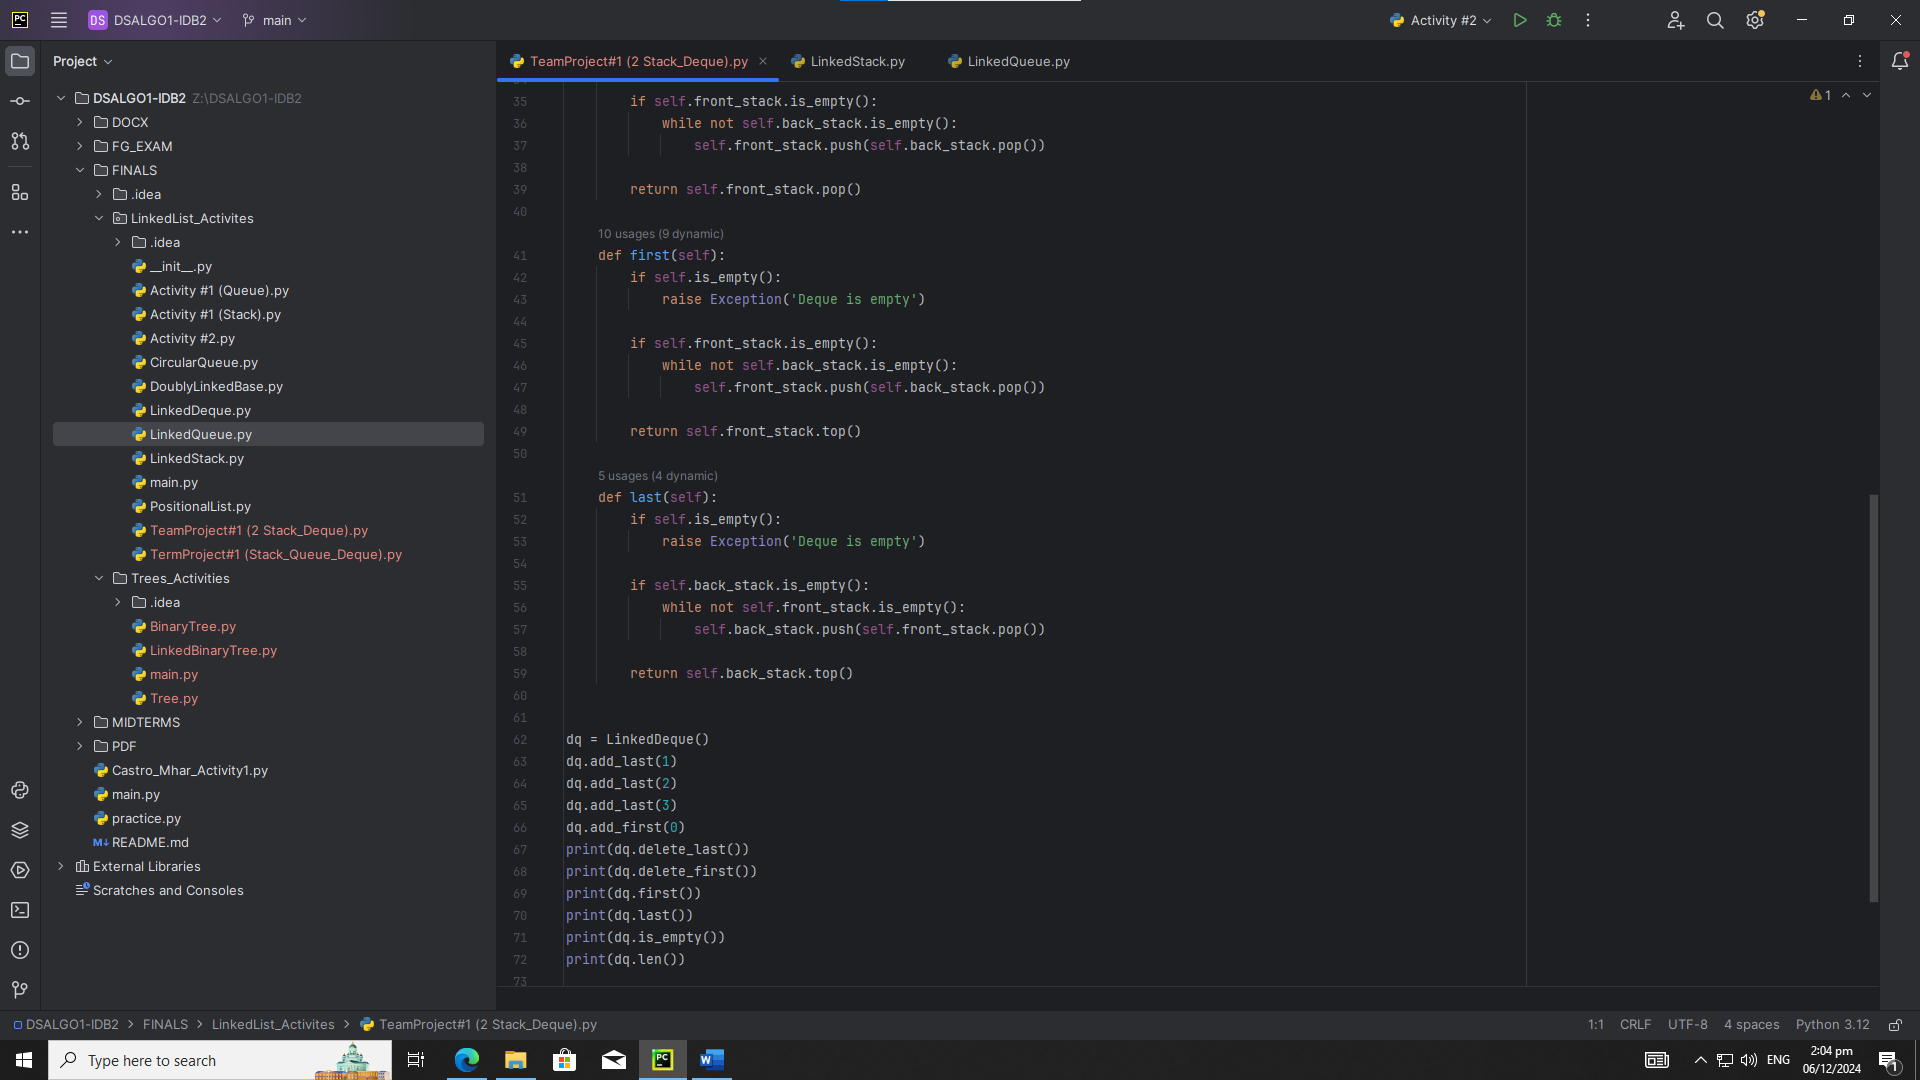 DS DSALGO1-IDB2 main Activity #2
Project
TeamProject#1 (2 Stack_Deque).py LinkedStack.py LinkedQueue.py
DSALGO1-IDB2 Z:\DSALGO1-IDB2
DOCX
FG_EXAM
FINALS
.idea
LinkedList_Activites
.idea
__init__.py
Activity #1 (Queue).py
Activity #1 (Stack).py
Activity #2.py
CircularQueue.py
DoublyLinkedBase.py
LinkedDeque.py
LinkedQueue.py
LinkedStack.py
main.py
PositionalList.py
TeamProject#1 (2 Stack_Deque).py
TermProject#1 (Stack_Queue_Deque).py
Trees_Activities
.idea
BinaryTree.py
LinkedBinaryTree.py
main.py
Tree.py
MIDTERMS
PDF
Castro_Mhar_Activity1.py
main.py
practice.py
README.md
External Libraries
Scratches and Consoles
1
35 if self.front_stack.is_empty():
36 while not self.back_stack.is_empty():
37 self.front_stack.push(self.back_stack.pop())
38
39 return self.front_stack.pop()
40
10 usages (9 dynamic)
41 def first(self):
42 if self.is_empty():
43 raise Exception('Deque is empty')
44
45 if self.front_stack.is_empty():
46 while not self.back_stack.is_empty():
47 self.front_stack.push(self.back_stack.pop())
48
49 return self.front_stack.top()
50
5 usages (4 dynamic)
51 def last(self):
52 if self.is_empty():
53 raise Exception('Deque is empty')
54
55 if self.back_stack.is_empty():
56 while not self.front_stack.is_empty():
57 self.back_stack.push(self.front_stack.pop())
58
59 return self.back_stack.top()
60
61
62 dq = LinkedDeque()
63 dq.add_last(1)
64 dq.add_last(2)
65 dq.add_last(3)
66 dq.add_first(0)
67 print(dq.delete_last())
68 print(dq.delete_first())
69 print(dq.first())
70 print(dq.last())
71 print(dq.is_empty())
72 print(dq.len())
73
DSALGO1-IDB2 > FINALS > LinkedList_Activites > TeamProject#1 (2 Stack_Deque).py 1:1 CRLF UTF-8 4 spaces Python 3.12
Type here to search
ENG
2:04 pm
06/12/2024
1